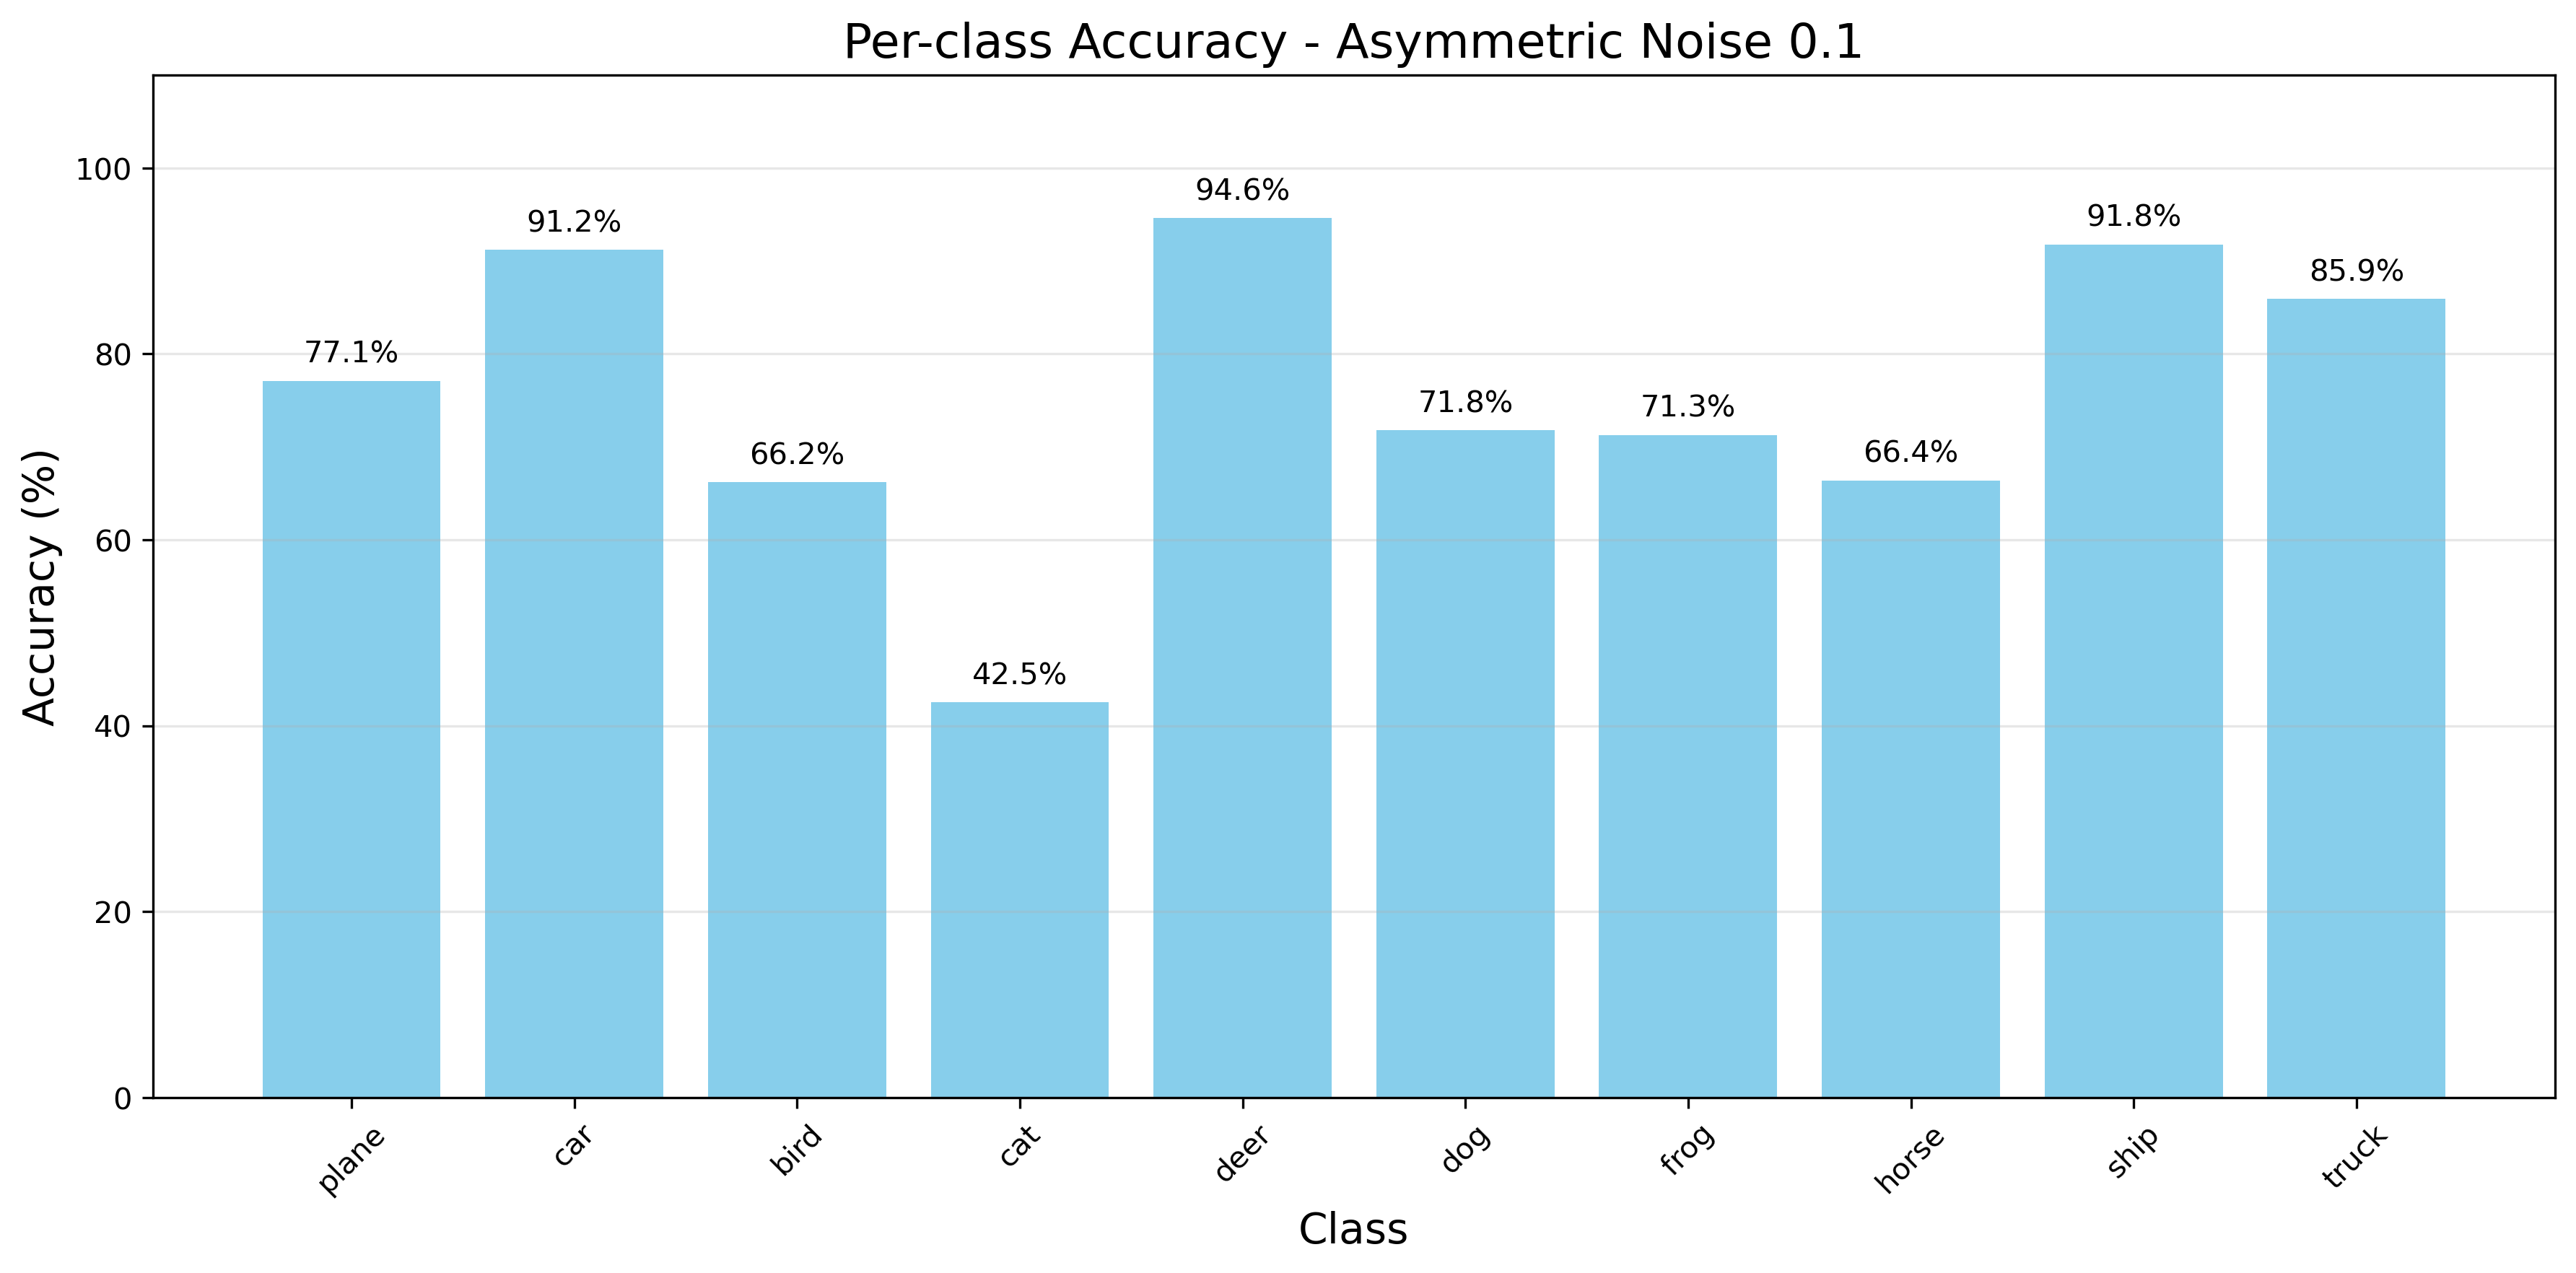 Per-class Accuracy - Asymmetric Noise 0.1
Accuracy (%)
100
80
60
40
20
0
77.1%
91.2%
66.2%
42.5%
94.6%
71.8%
71.3%
66.4%
91.8%
85.9%
plane
car
bird
cat
deer
dog
frog
horse
ship
truck
Class